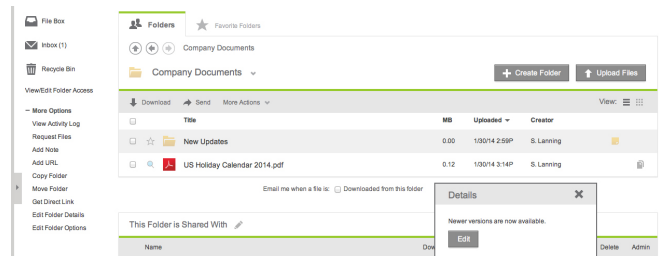 File Box
Inbox (1)
Recycle Bin
View/Edit Folder Access
More Options
View Activity Log
Request Files
Add Note
Add URL
Copy Folder
Move Folder
Get Direct Link
Edit Folder Details
Edit Folder Options
Folders Favorite Folders
Company Documents
Company Documents
Create Folder Upload Files
Download Send More Actions View:
Title MB Uploaded Creator
New Updates 0.00 1/30/14 2:59P S. Lanning
US Holiday Calendar 2014.pdf 0.12 1/30/14 3:14P S. Lanning
Email me when a file is: Downloaded from this folder
Details
Newer versions are now available.
Edit
This Folder is Shared With
Name Dow Delete Admin